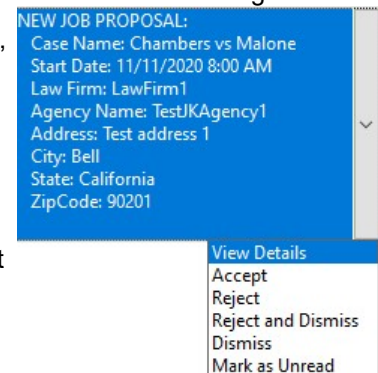 NEW JOB PROPOSAL:
Case Name: Chambers vs Malone
Start Date: 11/11/2020 8:00 AM
Law Firm: LawFirm1
Agency Name: TestJKAgency1
Address: Test address 1
City: Bell
State: California
ZipCode: 90201
View Details
Accept
Reject
Reject and Dismiss
Dismiss
Mark as Unread